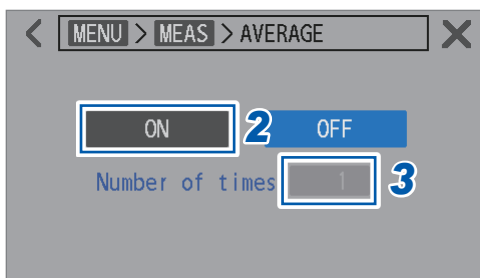 MENU > MEAS > AVERAGE
ON 2 OFF
Number of times 1 3